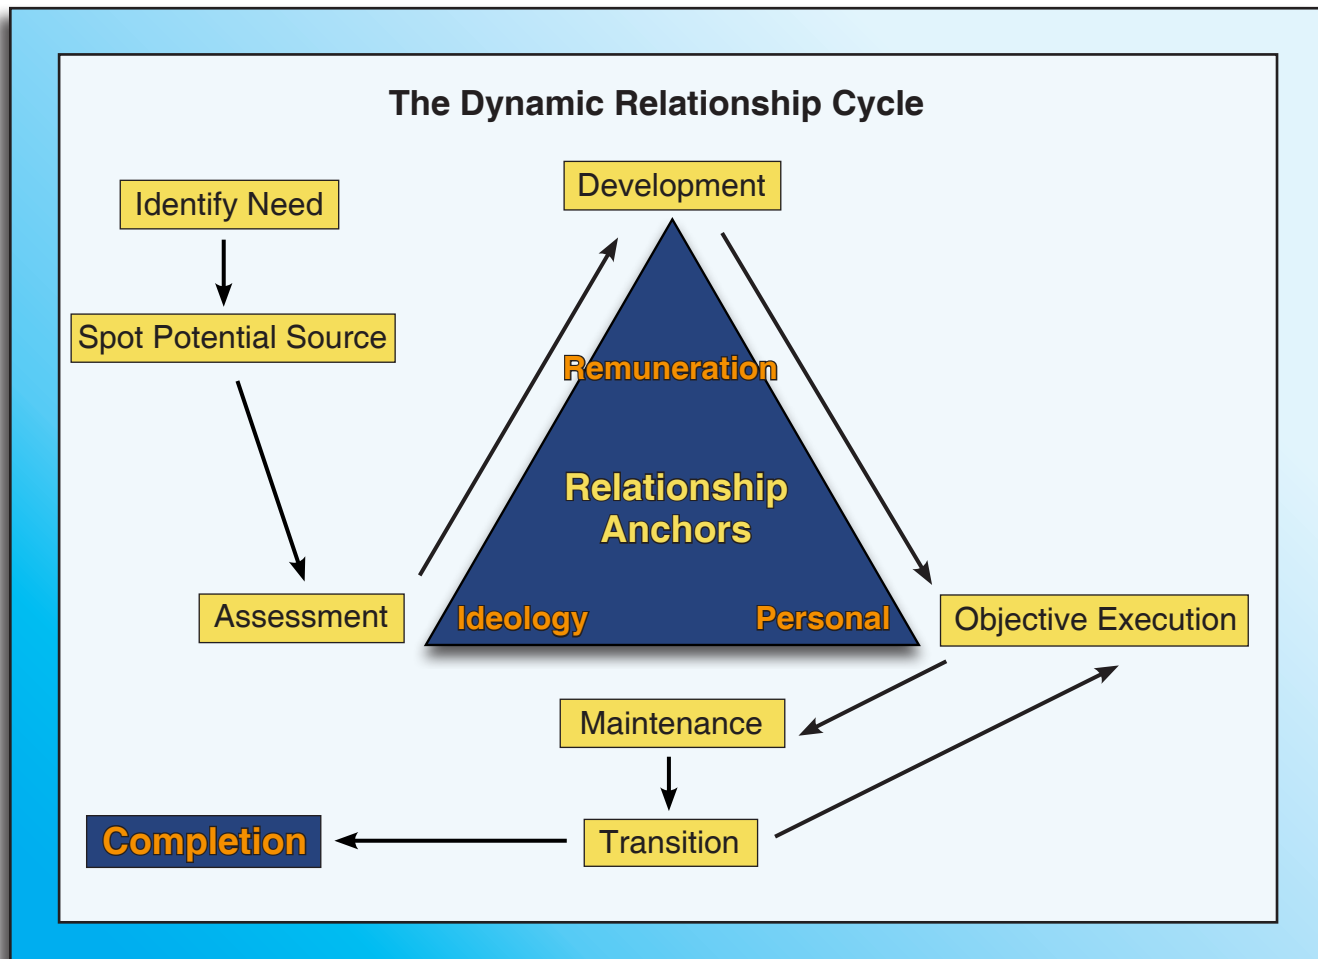 The Dynamic Relationship Cycle
Identify Need
Development
Spot Potential Source
Remuneration
Relationship
Anchors
Assessment
Ideology
Personal
Objective Execution
Maintenance
Completion
Transition